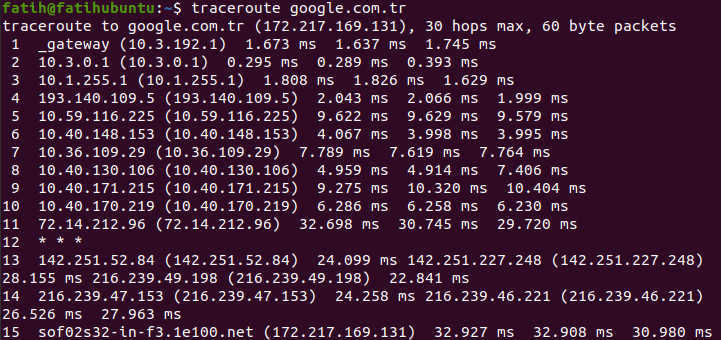 fatih@fatihubuntu:~$ traceroute google.com.tr
traceroute to google.com.tr (172.217.169.131), 30 hops max, 60 byte packets
 1  _gateway (10.3.192.1)  1.673 ms  1.637 ms  1.745 ms
 2  10.3.0.1 (10.3.0.1)  0.295 ms  0.289 ms  0.393 ms
 3  10.1.255.1 (10.1.255.1)  1.808 ms  1.826 ms  1.629 ms
 4  193.140.109.5 (193.140.109.5)  2.043 ms  2.066 ms  1.999 ms
 5  10.59.116.225 (10.59.116.225)  9.622 ms  9.629 ms  9.579 ms
 6  10.40.148.153 (10.40.148.153)  4.067 ms  3.998 ms  3.995 ms
 7  10.36.109.29 (10.36.109.29)  7.789 ms  7.619 ms  7.764 ms
 8  10.40.130.106 (10.40.130.106)  4.959 ms  4.914 ms  7.406 ms
 9  10.40.171.215 (10.40.171.215)  9.275 ms  10.320 ms  10.404 ms
10  10.40.170.219 (10.40.170.219)  6.286 ms  6.258 ms  6.230 ms
11  72.14.212.96 (72.14.212.96)  32.698 ms  30.745 ms  29.720 ms
12  * * *
13  142.251.52.84 (142.251.52.84)  24.099 ms 142.251.227.248 (142.251.227.248)
28.155 ms 216.239.49.198 (216.239.49.198)  22.841 ms
14  216.239.47.153 (216.239.47.153)  24.258 ms 216.239.46.221 (216.239.46.221)
26.526 ms  27.963 ms
15  sof02s32-in-f3.1e100.net (172.217.169.131)  32.927 ms  32.908 ms  30.980 ms